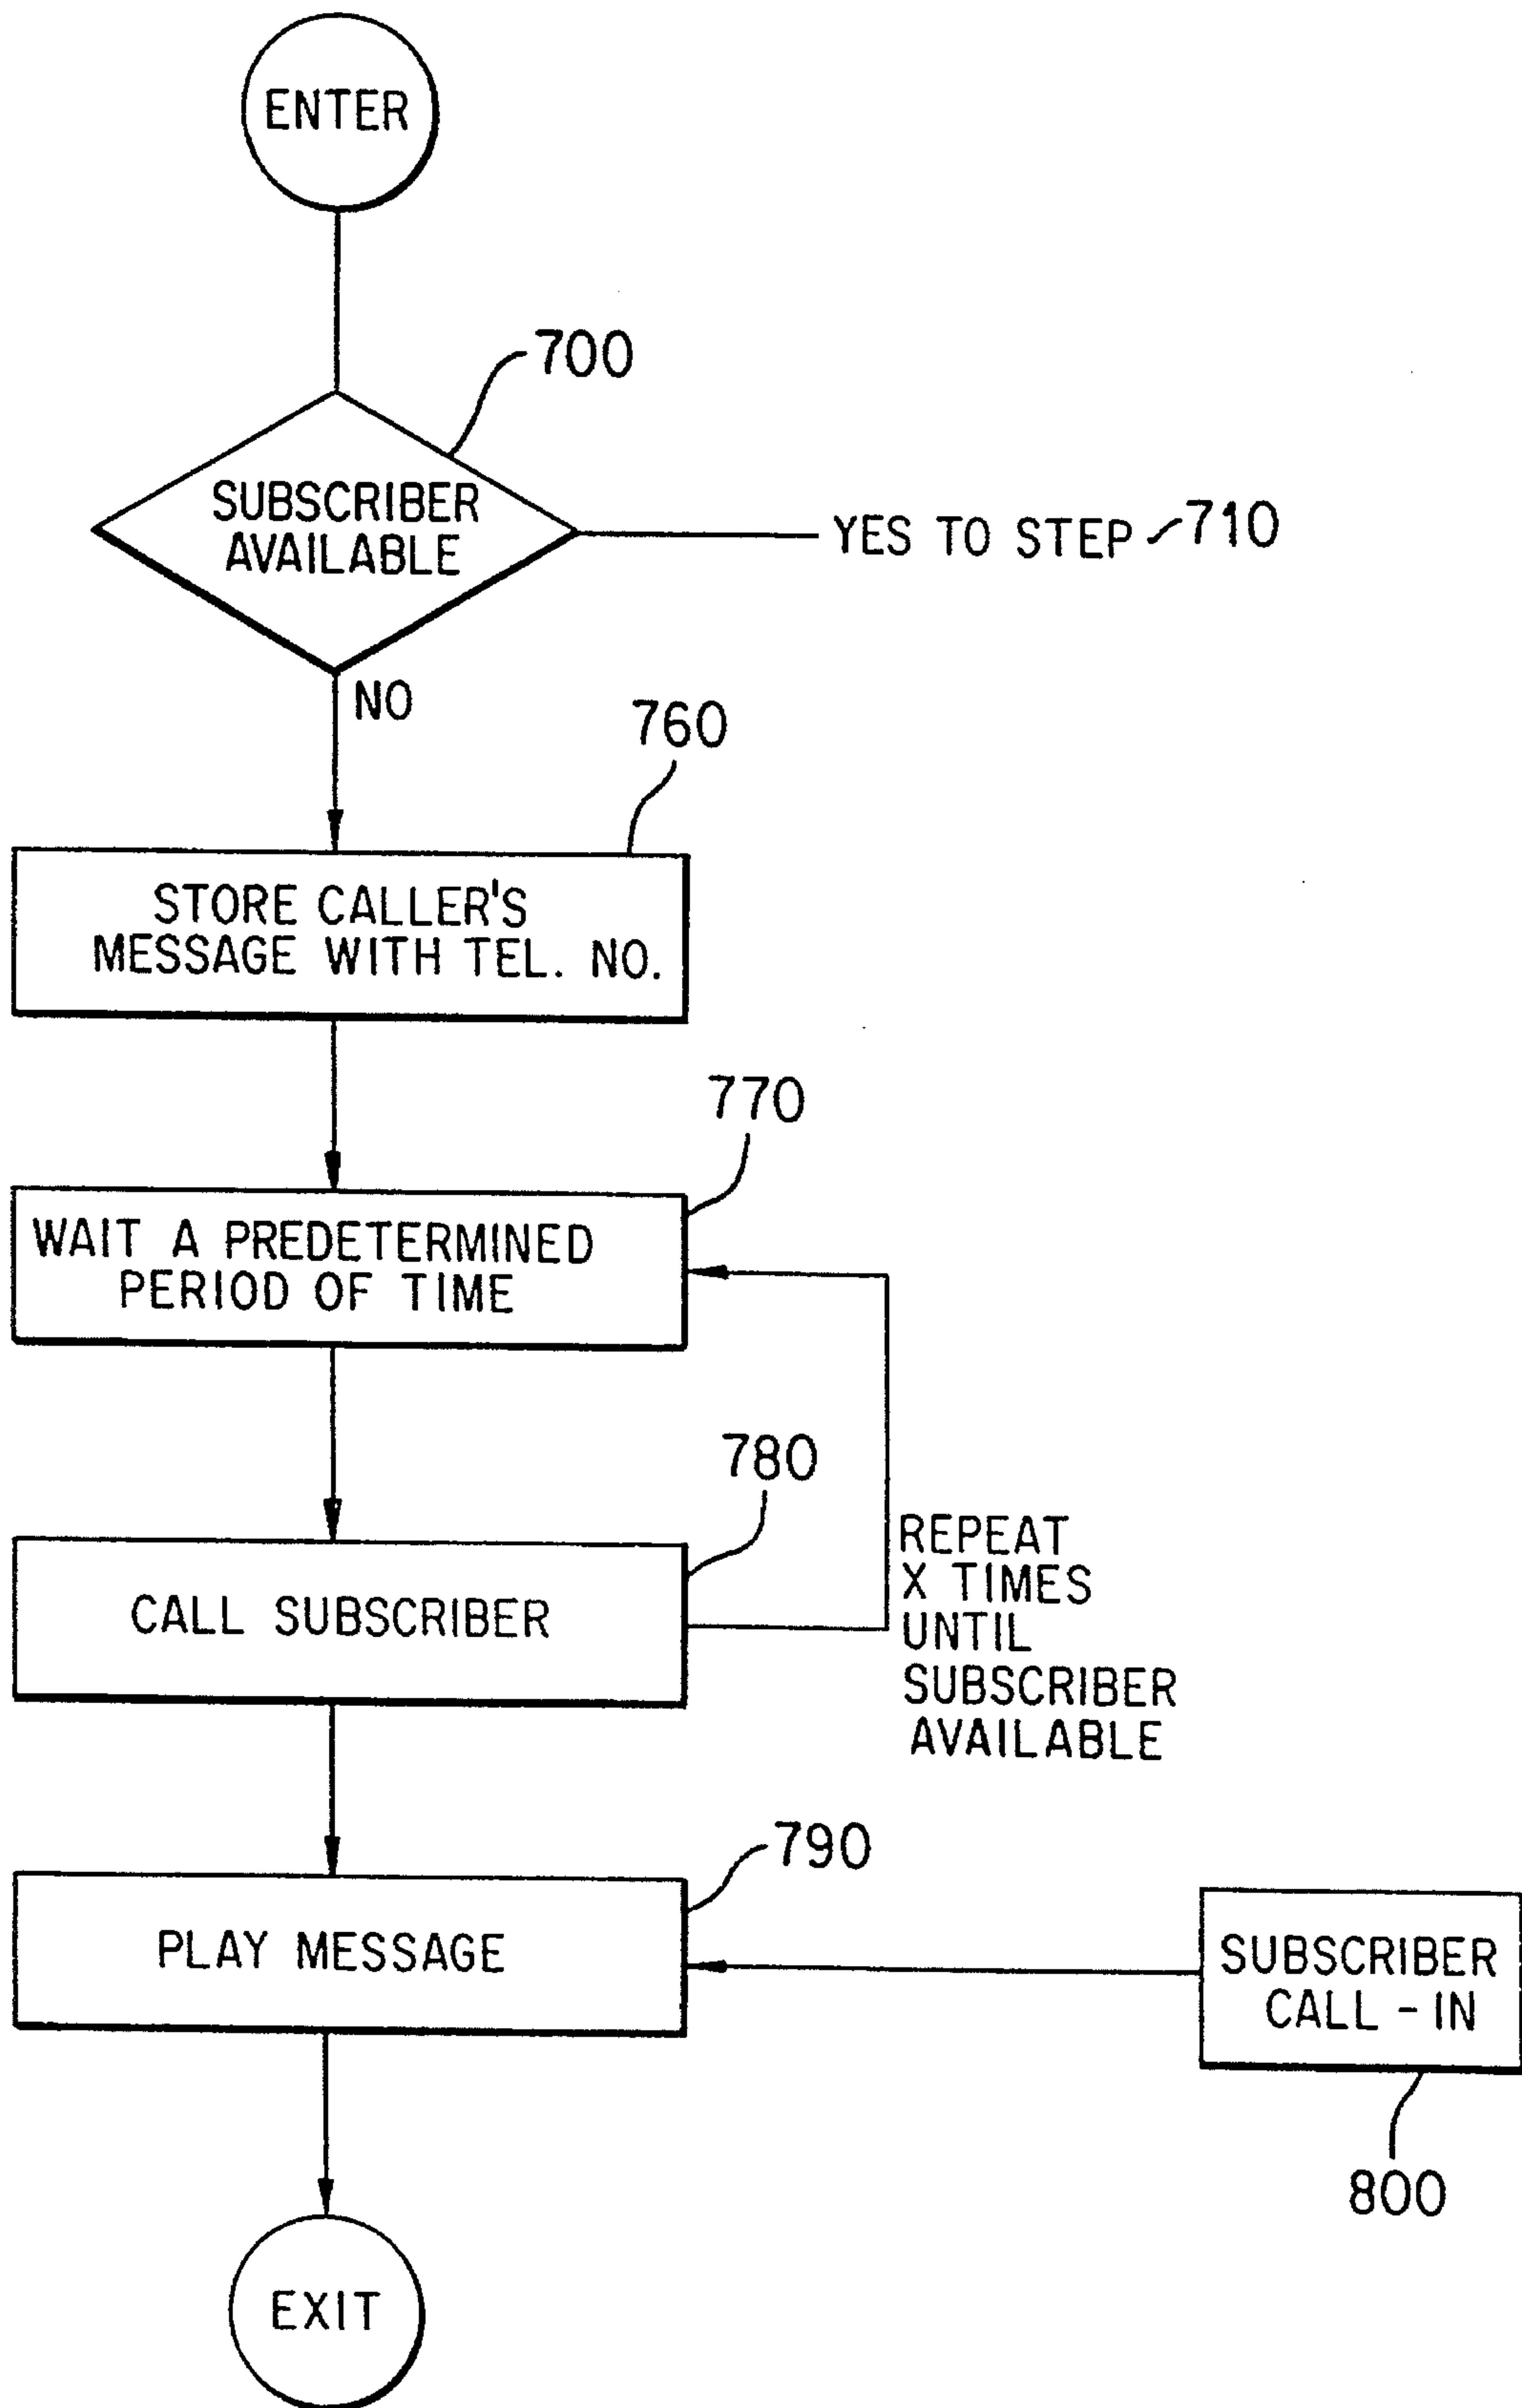 ENTER
700
SUBSCRIBER
AVAILABLE
YES TO STEP 710
NO
760
STORE CALLER'S
MESSAGE WITH TEL. NO.
770
WAIT A PREDETERMINED
PERIOD OF TIME
780
CALL SUBSCRIBER
REPEAT
X TIMES
UNTIL
SUBSCRIBER
AVAILABLE
790
PLAY MESSAGE
SUBSCRIBER
CALL-IN
800
EXIT